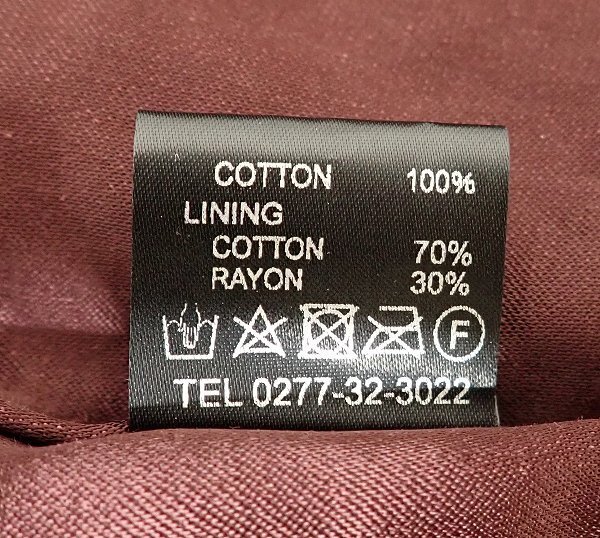 COTTON 100%
LINING
COTTON 70%
RAYON 30%
F
TEL 0277-32-3022